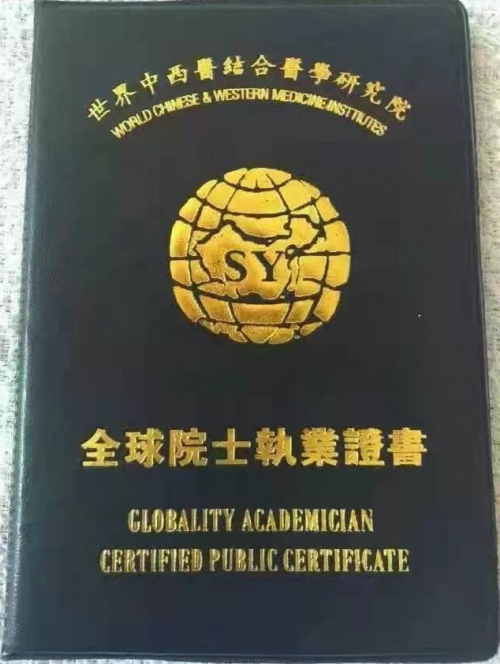 世界中西醫結合醫學研究院
WORLD CHINESE & WESTERN MEDICINE INSTITUTES
SY
全球院士執業證書
GLOBALITY ACADEMICIAN
CERTIFIED PUBLIC CERTIFICATE